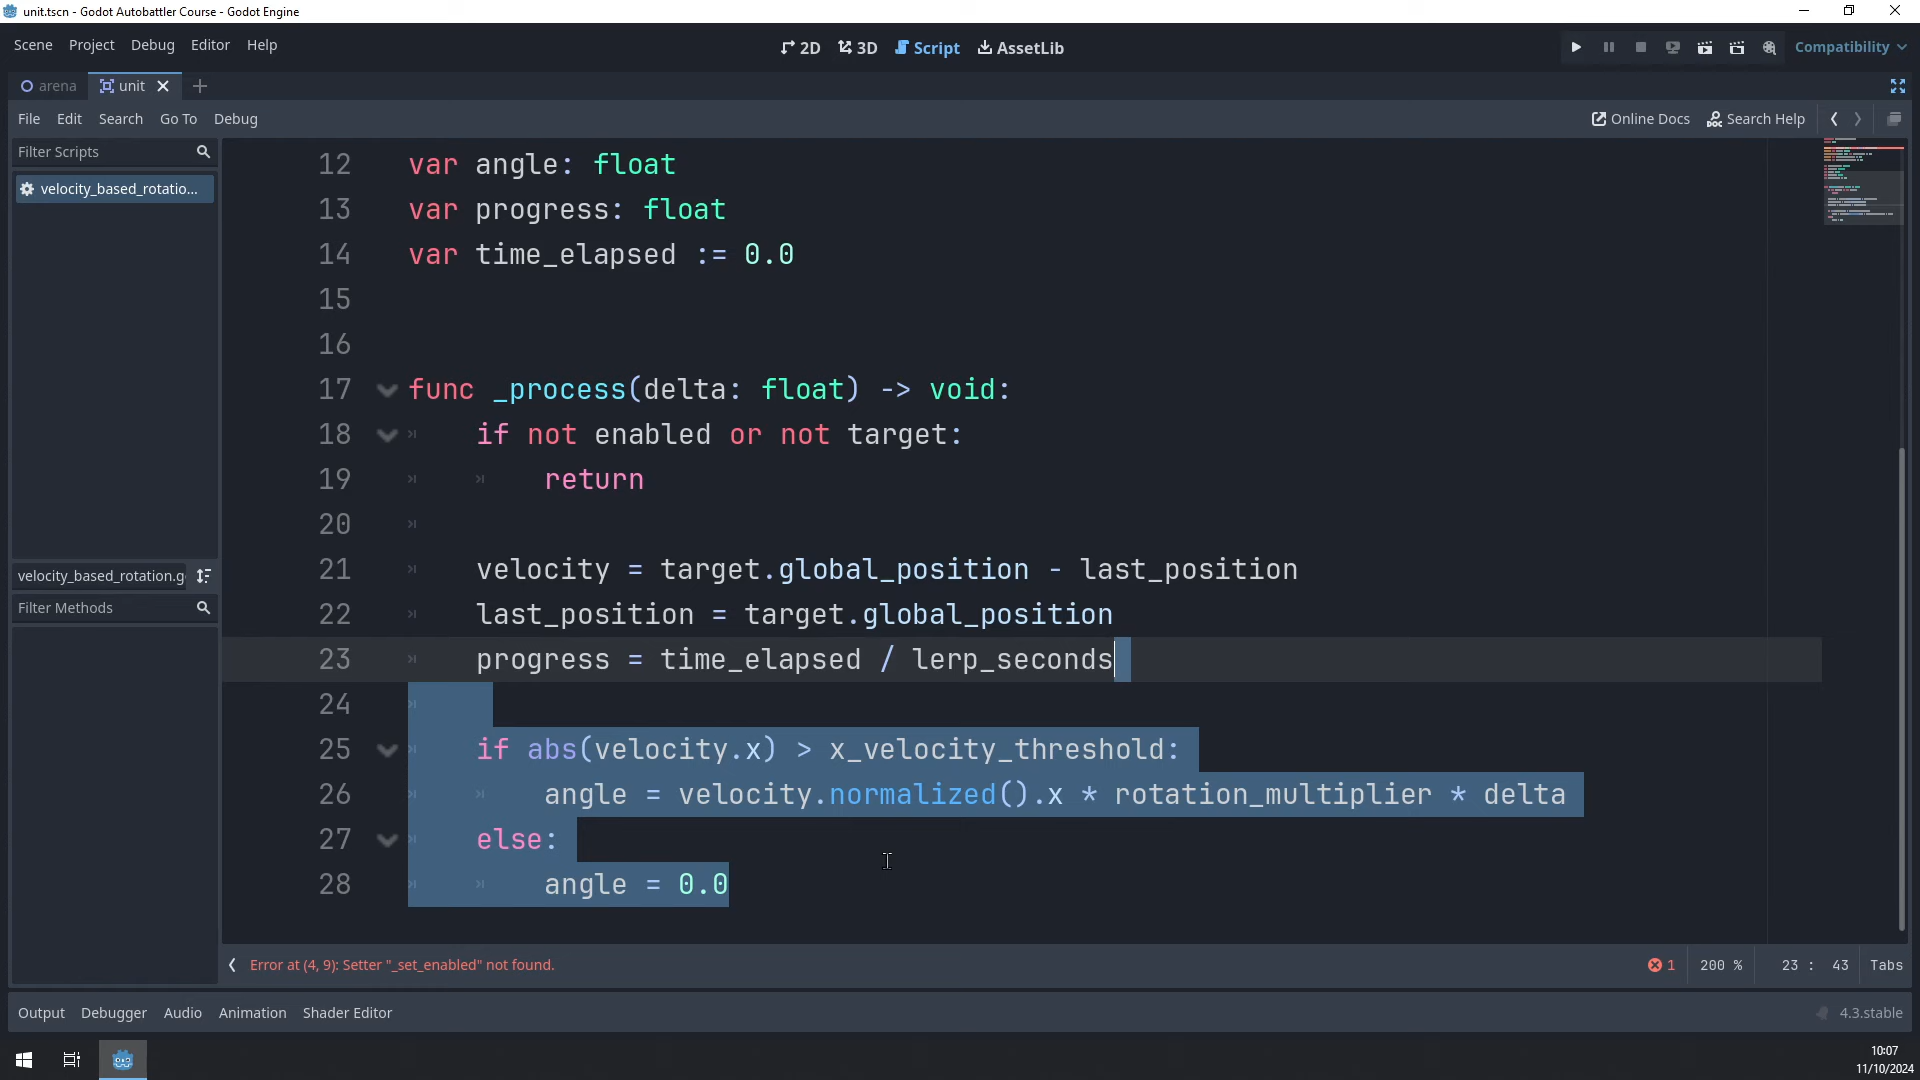 unit.tscn - Godot Autobattler Course - Godot Engine
Scene Project Debug Editor Help
2D 3D Script AssetLib
Compatibility
arena unit
File Edit Search Go To Debug
Online Docs Search Help
Filter Scripts
velocity_based_rotatio...
velocity_based_rotation.g
Filter Methods
12 var angle: float
13 var progress: float
14 var time_elapsed := 0.0
15
16
17 func _process(delta: float) -> void:
18 if not enabled or not target:
19 return
20
21 velocity = target.global_position - last_position
22 last_position = target.global_position
23 progress = time_elapsed / lerp_seconds
24
25 if abs(velocity.x) > x_velocity_threshold:
26 angle = velocity.normalized().x * rotation_multiplier * delta
27 else:
28 angle = 0.0
Error at (4, 9): Setter "_set_enabled" not found.
1 200 % 23 : 43 Tabs
Output Debugger Audio Animation Shader Editor
4.3.stable
10:07
11/10/2024